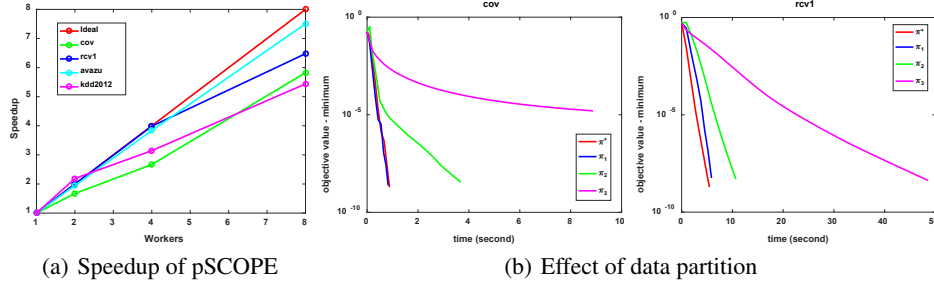 cov
rcv1
8
7
6
5
4
3
2
1
Speedup
Ideal
cov
rcv1
avazu
kdd2012
1
2
3
4
5
6
7
8
Workers
objective value - minimum
10^0
10^-5
10^-10
π*
π1
π2
π3
0
2
4
6
8
10
time (second)
objective value - minimum
10^0
10^-5
10^-10
π*
π1
π2
π3
0
10
20
30
40
50
time (second)
(a) Speedup of pSCOPE
(b) Effect of data partition